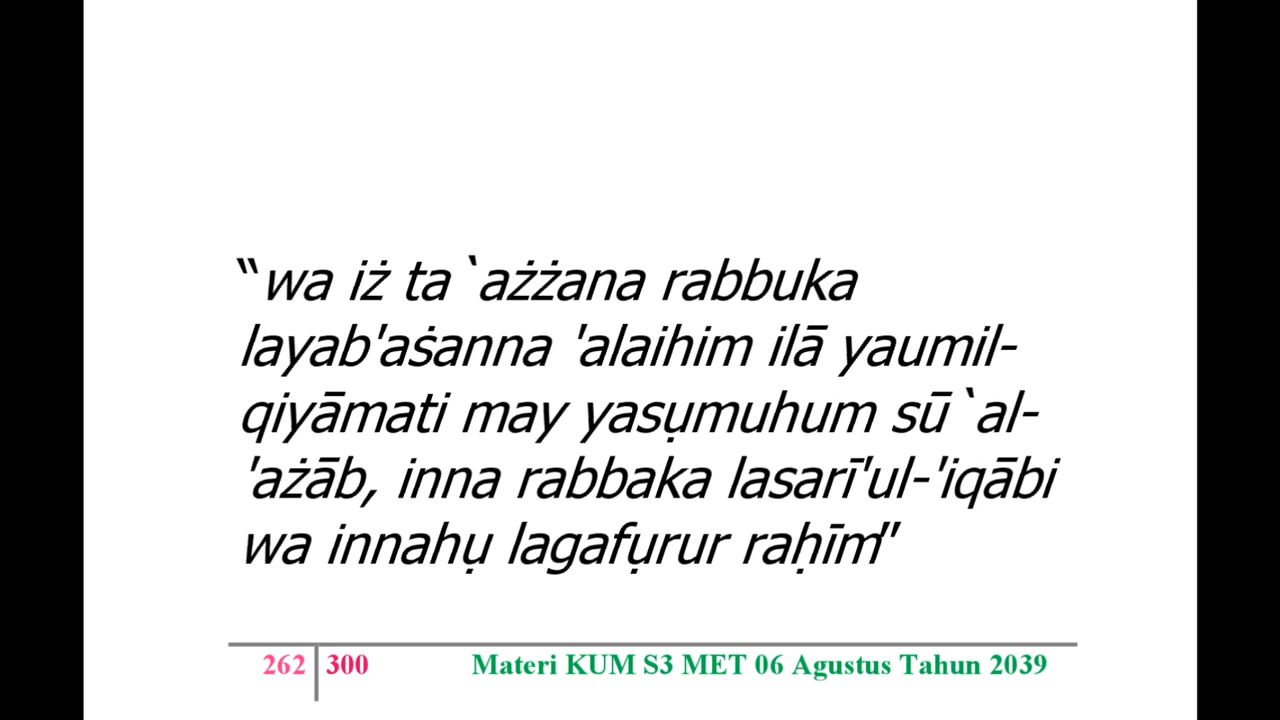 “wa iż ta`ażżana rabbuka
layab'aṡanna 'alaihim ilā yaumil-
qiyāmati may yasụmuhum sū`al-
'ażāb, inna rabbaka lasarī'ul-'iqābi
wa innahụ lagafụrur raḥīm”
262 300 Materi KUM S3 MET 06 Agustus Tahun 2039